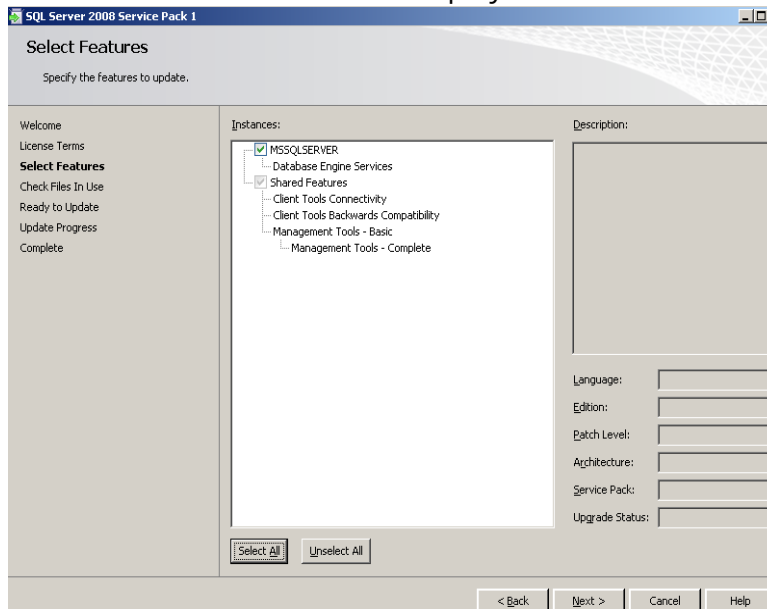 SQL Server 2008 Service Pack 1
Select Features
Specify the features to update.
Welcome
License Terms
Select Features
Check Files In Use
Ready to Update
Update Progress
Complete
Instances:
MSSQLSERVER
Database Engine Services
Shared Features
Client Tools Connectivity
Client Tools Backwards Compatibility
Management Tools - Basic
Management Tools - Complete
Select All
Unselect All
Description:
Language:
Edition:
Patch Level:
Architecture:
Service Pack:
Upgrade Status:
< Back
Next >
Cancel
Help